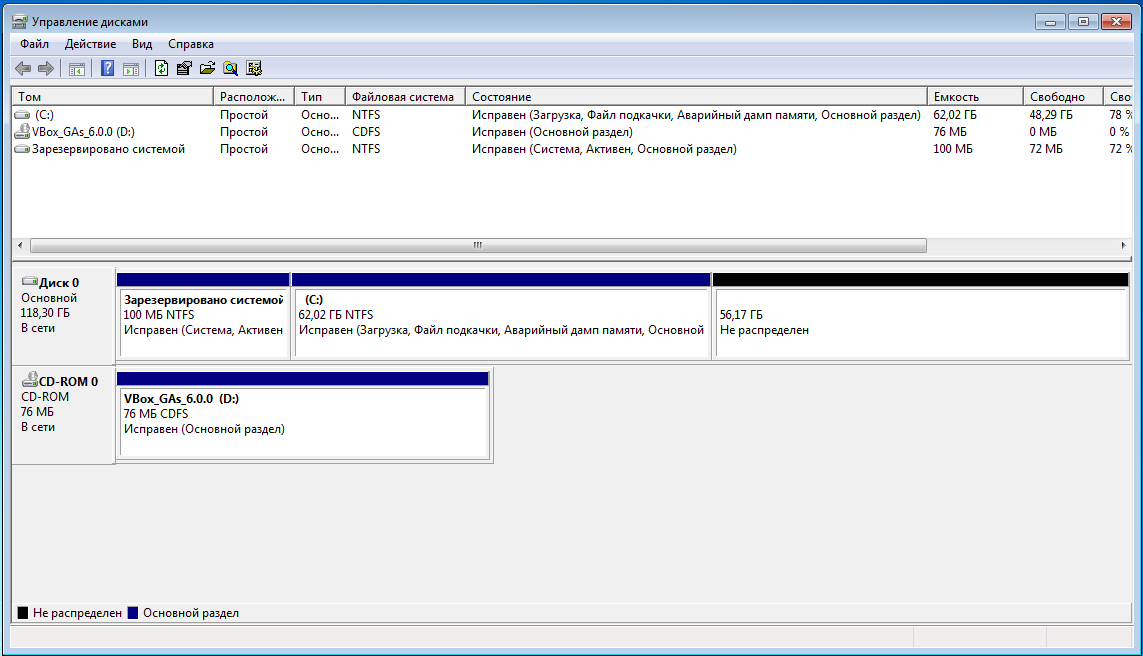 Управление дисками
Файл Действие Вид Справка
Том Располож... Тип Файловая система Состояние Емкость Свободно Сво
(C:) Простой Осно... NTFS Исправен (Загрузка, Файл подкачки, Аварийный дамп памяти, Основной раздел) 62,02 ГБ 48,29 ГБ 78 %
VBox_GAs_6.0.0 (D:) Простой Осно... CDFS Исправен (Основной раздел) 76 МБ 0 МБ 0 %
Зарезервировано системой Простой Осно... NTFS Исправен (Система, Активен, Основной раздел) 100 МБ 72 МБ 72 %
Диск 0
Основной
118,30 ГБ
В сети
Зарезервировано системой
100 МБ NTFS
Исправен (Система, Активен
(C:)
62,02 ГБ NTFS
Исправен (Загрузка, Файл подкачки, Аварийный дамп памяти, Основной
56,17 ГБ
Не распределен
CD-ROM 0
CD-ROM
76 МБ
В сети
VBox_GAs_6.0.0 (D:)
76 МБ CDFS
Исправен (Основной раздел)
Не распределен Основной раздел